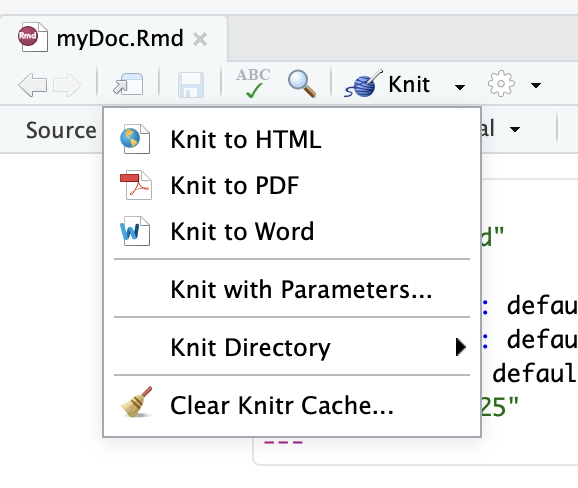 Rmd myDoc.Rmd
ABC
Knit
Source
al
Knit to HTML
Knit to PDF
W Knit to Word
d"
Knit with Parameters...
: defau
Knit Directory
: defau
defaul
Clear Knitr Cache...
25"
---